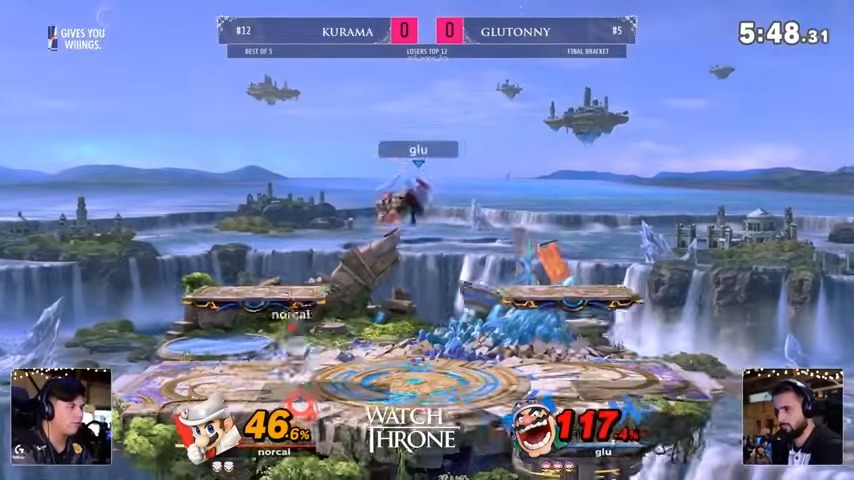 GIVES YOU
WIIINGS.
#12 KURAMA 0 0 GLUTONNY #5
BEST OF 5 LOSERS TOP 12 FINAL BRACKET
5:48.31
glu
norcal
46.6%
norcal
WATCH
THRONE
117.4%
glu